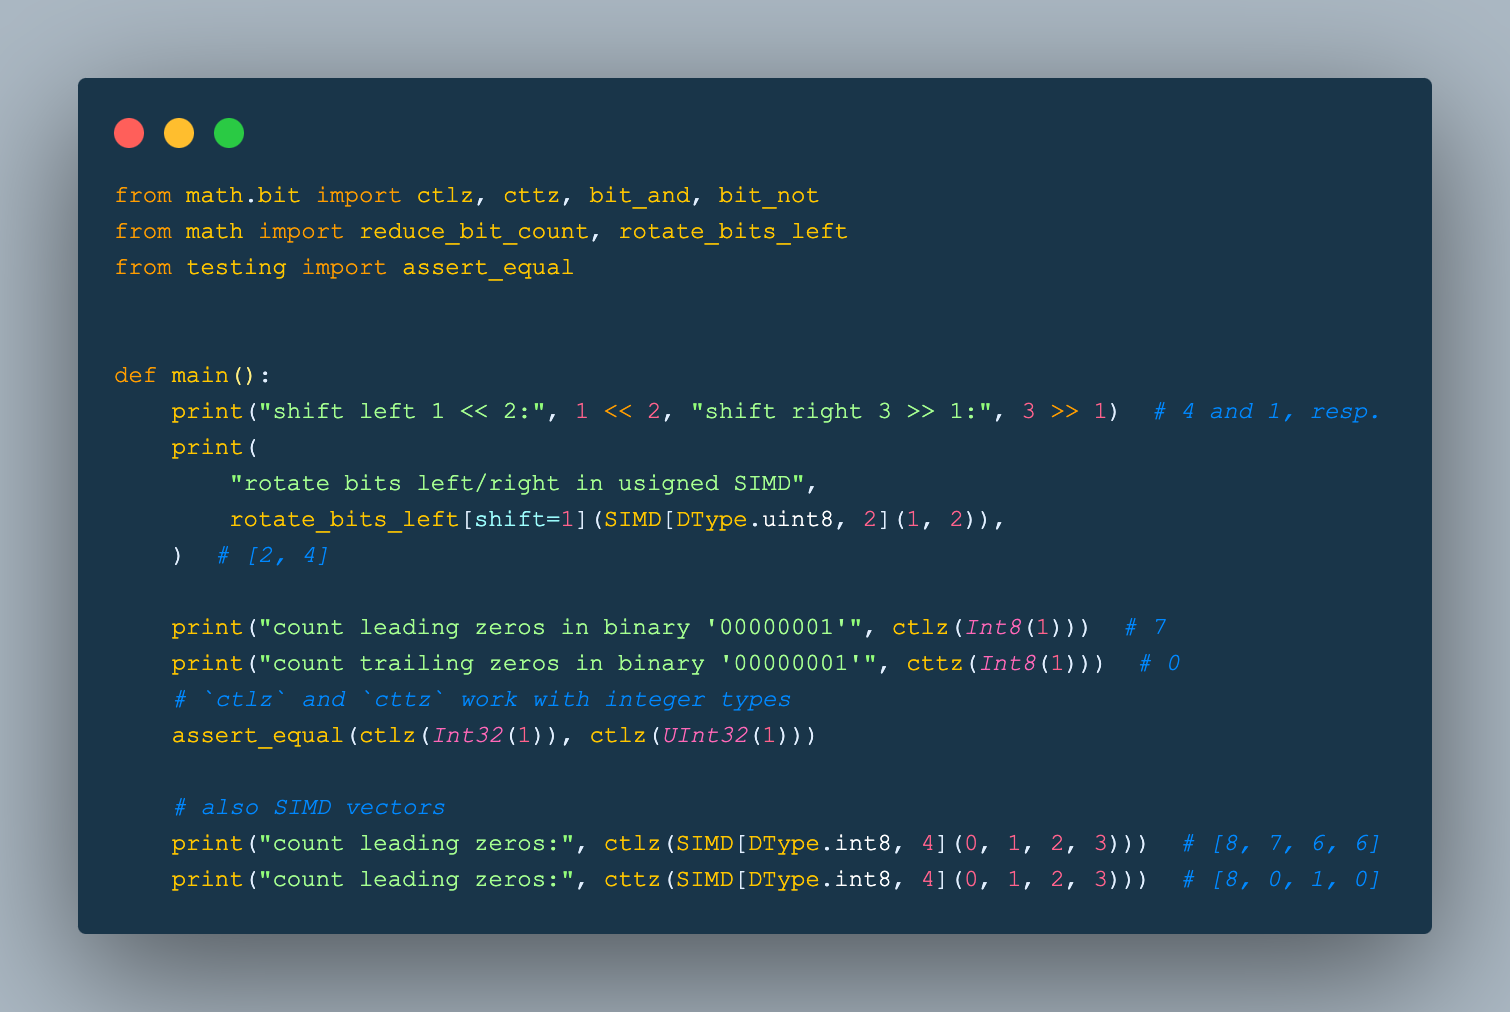 from math.bit import ctlz, cttz, bit_and, bit_not
from math import reduce_bit_count, rotate_bits_left
from testing import assert_equal
def main():
    print("shift left 1 << 2:", 1 << 2, "shift right 3 >> 1:", 3 >> 1)  # 4 and 1, resp.
    print(
        "rotate bits left/right in usigned SIMD",
        rotate_bits_left[shift=1](SIMD[DType.uint8, 2](1, 2)),
    )  # [2, 4]
    print("count leading zeros in binary '00000001'", ctlz(Int8(1)))  # 7
    print("count trailing zeros in binary '00000001'", cttz(Int8(1)))  # 0
    # `ctlz` and `cttz` work with integer types
    assert_equal(ctlz(Int32(1)), ctlz(UInt32(1)))
    # also SIMD vectors
    print("count leading zeros:", ctlz(SIMD[DType.int8, 4](0, 1, 2, 3)))  # [8, 7, 6, 6]
    print("count leading zeros:", cttz(SIMD[DType.int8, 4](0, 1, 2, 3)))  # [8, 0, 1, 0]